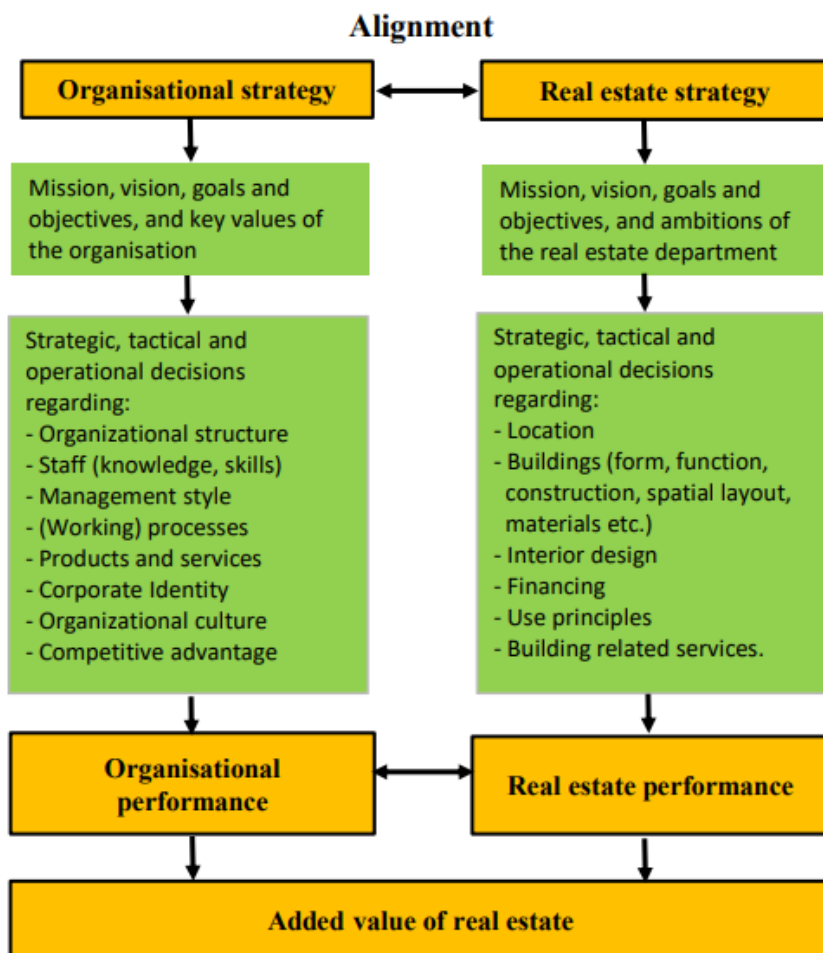 Alignment
Organisational strategy
Real estate strategy
Mission, vision, goals and
objectives, and key values of
the organisation
Mission, vision, goals and
objectives, and ambitions of
the real estate department
Strategic, tactical and
operational decisions
regarding:
- Organizational structure
- Staff (knowledge, skills)
- Management style
- (Working) processes
- Products and services
- Corporate Identity
- Organizational culture
- Competitive advantage
Strategic, tactical and
operational decisions
regarding:
- Location
- Buildings (form, function,
construction, spatial layout,
materials etc.)
- Interior design
- Financing
- Use principles
- Building related services.
Organisational
performance
Real estate performance
Added value of real estate